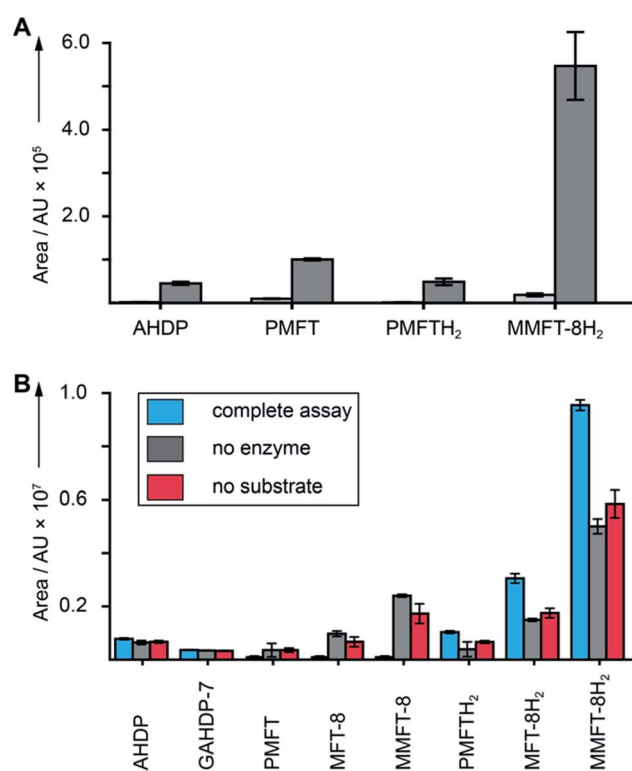 A
Area / AU × 10⁵
6.0
4.0
2.0
AHDP
PMFT
PMFTH₂
MMFT-8H₂
B
Area / AU × 10⁷
1.0
0.6
0.2
complete assay
no enzyme
no substrate
AHDP
GAHDP-7
PMFT
MFT-8
MMFT-8
PMFTH₂
MFT-8H₂
MMFT-8H₂